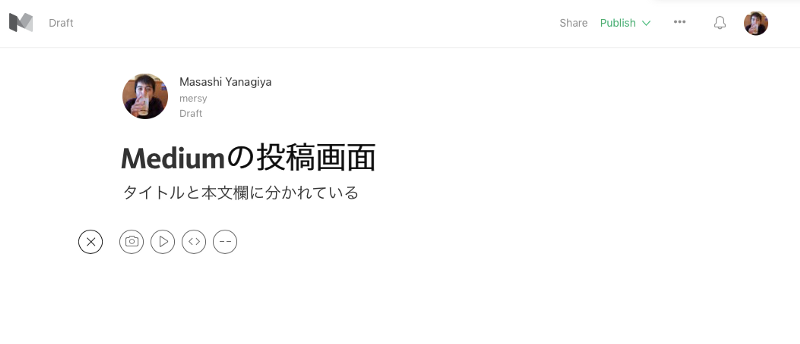 Draft
Share Publish
Masashi Yanagiya
mersy
Draft
Mediumの投稿画面
タイトルと本文欄に分かれている